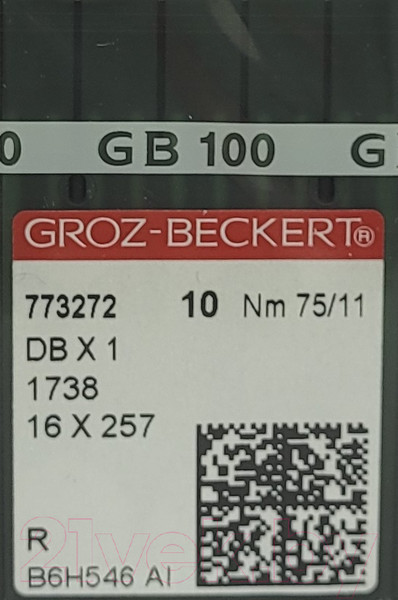 0 GB 100 G
GROZ-BECKERT®
773272 10 Nm 75/11
DB X 1
1738
16 X 257
R
B6H546 AI